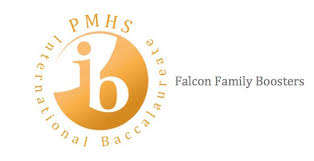 PMHS
International Baccalaureate
ib
Falcon Family Boosters